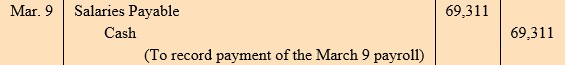 Mar. 9 Salaries Payable 69,311
Cash 69,311
(To record payment of the March 9 payroll)